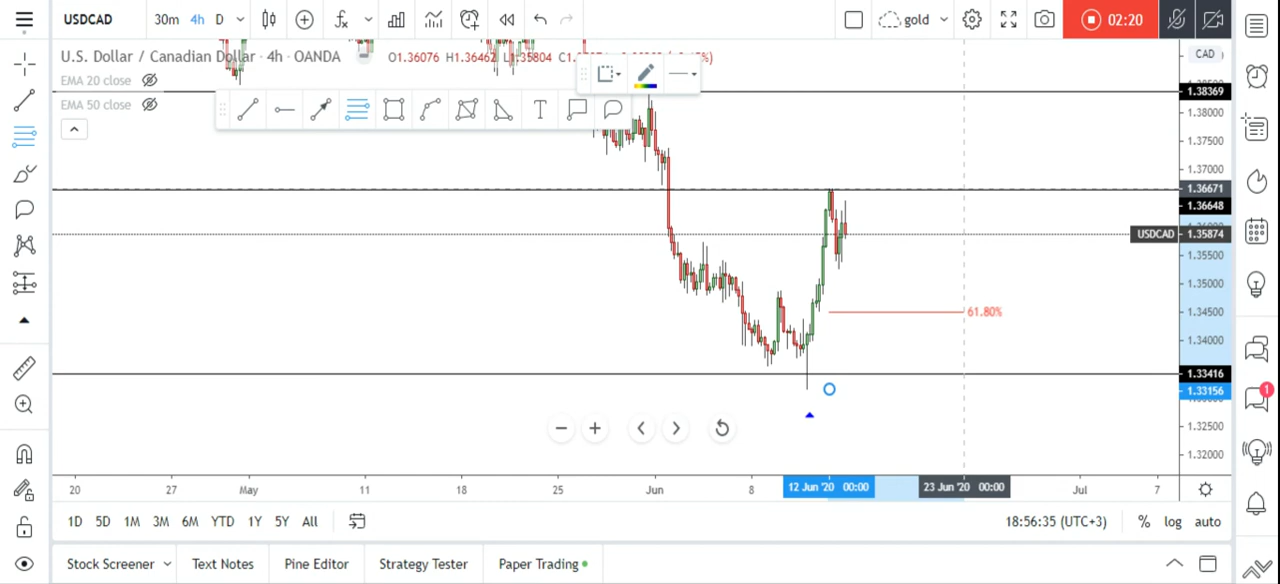 USDCAD 30m 4h D gold 02:20
U.S. Dollar / Canadian Dollar · 4h · OANDA O1.36076 H1.36462 L1.35804
EMA 20 close
EMA 50 close
CAD
1.38369
1.38000
1.37500
1.37000
1.36671
1.36648
USDCAD 1.35874
1.35500
1.35000
61.80% 1.34500
1.34000
1.33416
1.33156
1.32500
1.32000
1
20 27 May 11 18 25 Jun 8 12 Jun '20 00:00 23 Jun '20 00:00 Jul 7
1D 5D 1M 3M 6M YTD 1Y 5Y All 18:56:35 (UTC+3) % log auto
Stock Screener Text Notes Pine Editor Strategy Tester Paper Trading